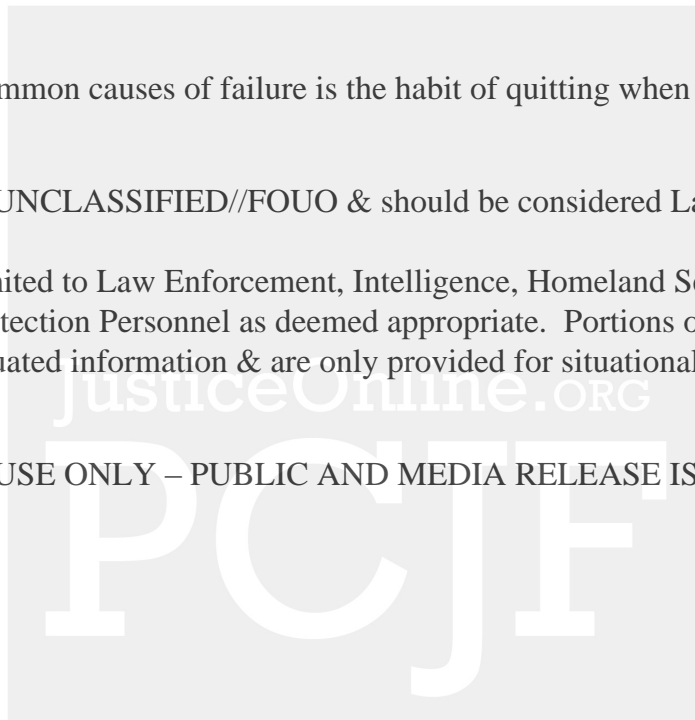 mmon causes of failure is the habit of quitting when
UNCLASSIFIED//FOUO & should be considered La
ited to Law Enforcement, Intelligence, Homeland Se
tection Personnel as deemed appropriate.  Portions o
uated information & are only provided for situational
JusticeOnline.ORG
USE ONLY – PUBLIC AND MEDIA RELEASE IS
PCJF